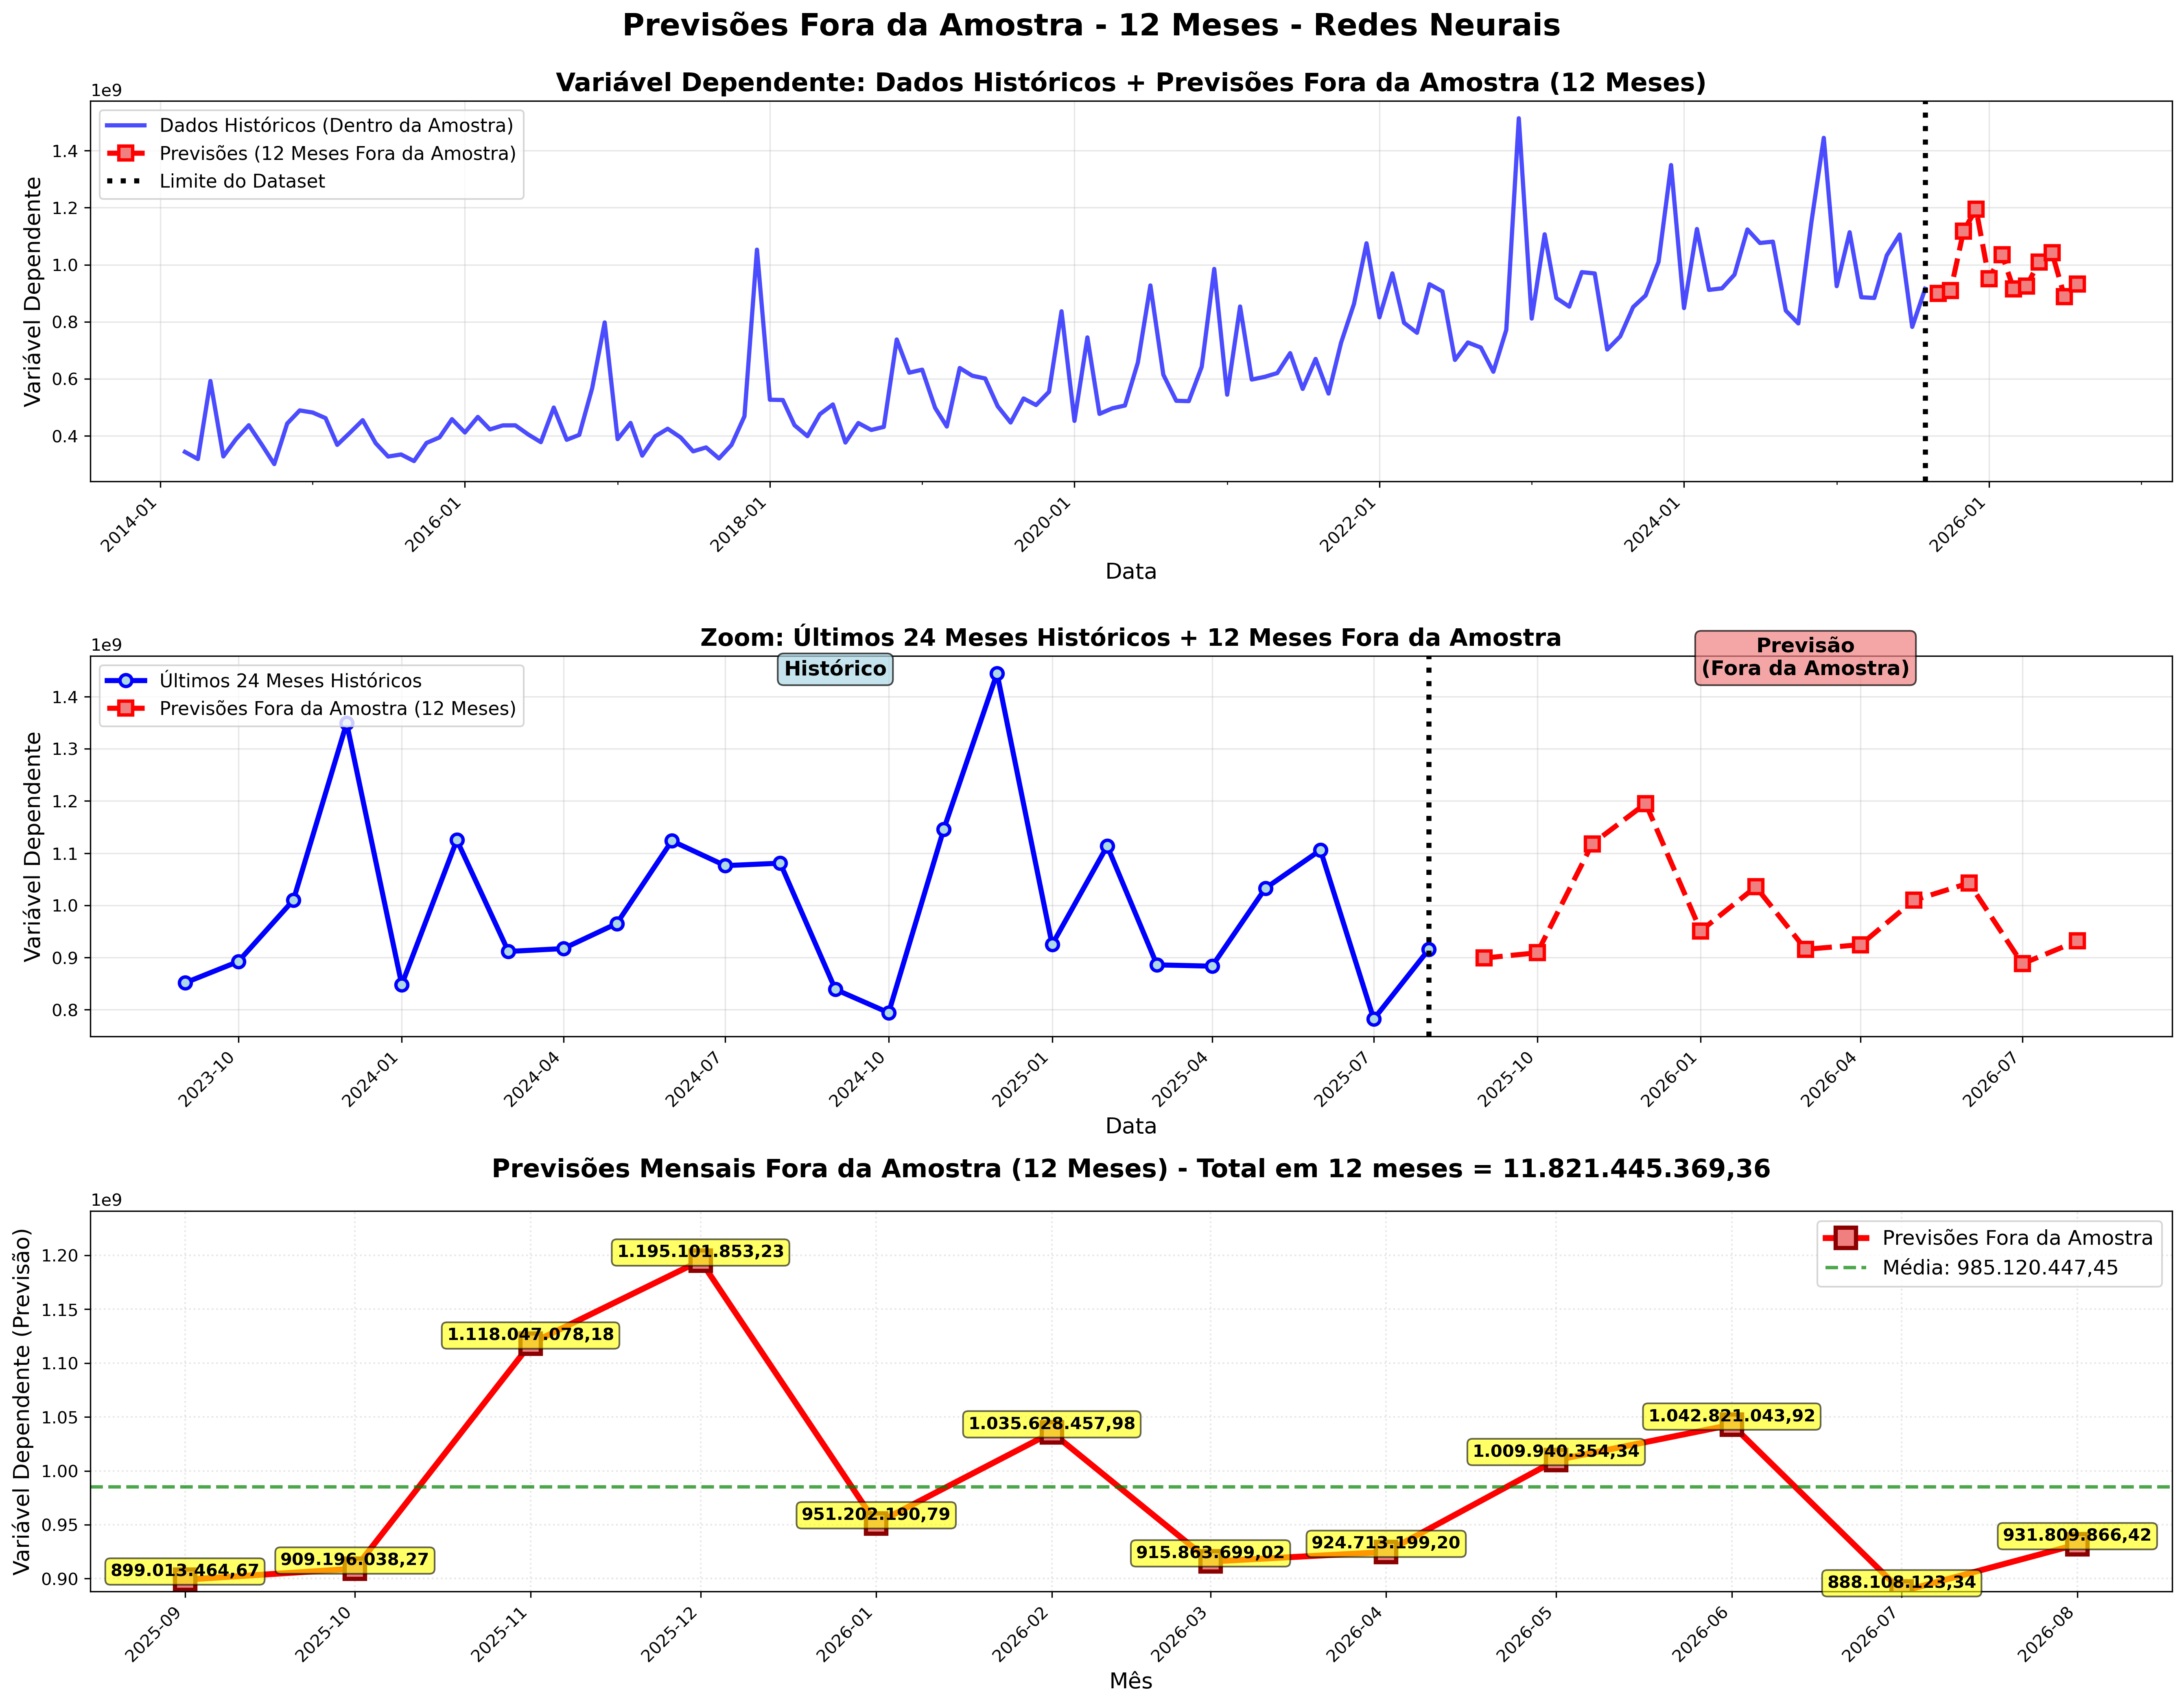 Previsões Fora da Amostra - 12 Meses - Redes Neurais
Variável Dependente: Dados Históricos + Previsões Fora da Amostra (12 Meses)
1e9
Dados Históricos (Dentro da Amostra)
Previsões (12 Meses Fora da Amostra)
Limite do Dataset
Variável Dependente
1.4
1.2
1.0
0.8
0.6
0.4
2014-01
2016-01
2018-01
2020-01
2022-01
2024-01
2026-01
Data
Zoom: Últimos 24 Meses Históricos + 12 Meses Fora da Amostra
1e9
Últimos 24 Meses Históricos
Previsões Fora da Amostra (12 Meses)
Histórico
Previsão
(Fora da Amostra)
Variável Dependente
1.4
1.3
1.2
1.1
1.0
0.9
0.8
2023-10
2024-01
2024-04
2024-07
2024-10
2025-01
2025-04
2025-07
2025-10
2026-01
2026-04
2026-07
Data
Previsões Mensais Fora da Amostra (12 Meses) - Total em 12 meses = 11.821.445.369,36
1e9
Previsões Fora da Amostra
Média: 985.120.447,45
Variável Dependente (Previsão)
1.20
1.15
1.10
1.05
1.00
0.95
0.90
899.013.464,67
909.196.038,27
1.118.047.078,18
1.195.101.853,23
951.202.190,79
1.035.628.457,98
915.863.699,02
924.713.199,20
1.009.940.354,34
1.042.821.043,92
888.108.123,34
931.809.866,42
2025-09
2025-10
2025-11
2025-12
2026-01
2026-02
2026-03
2026-04
2026-05
2026-06
2026-07
2026-08
Mês